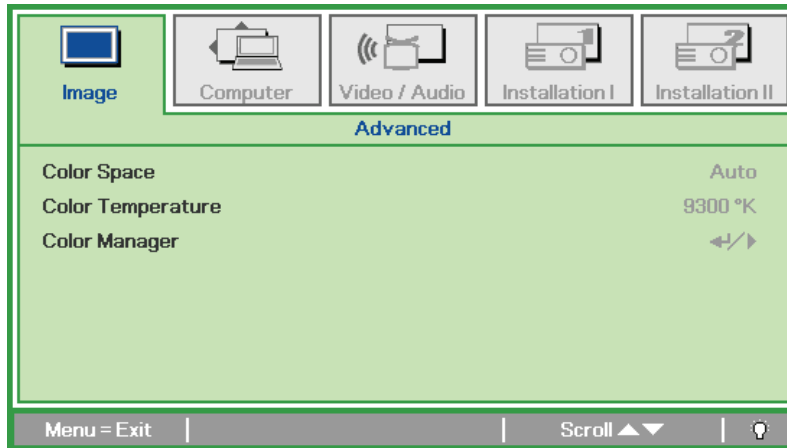 Image Computer Video / Audio Installation I Installation II
Advanced
Color Space Auto
Color Temperature 9300 °K
Color Manager
Menu = Exit Scroll